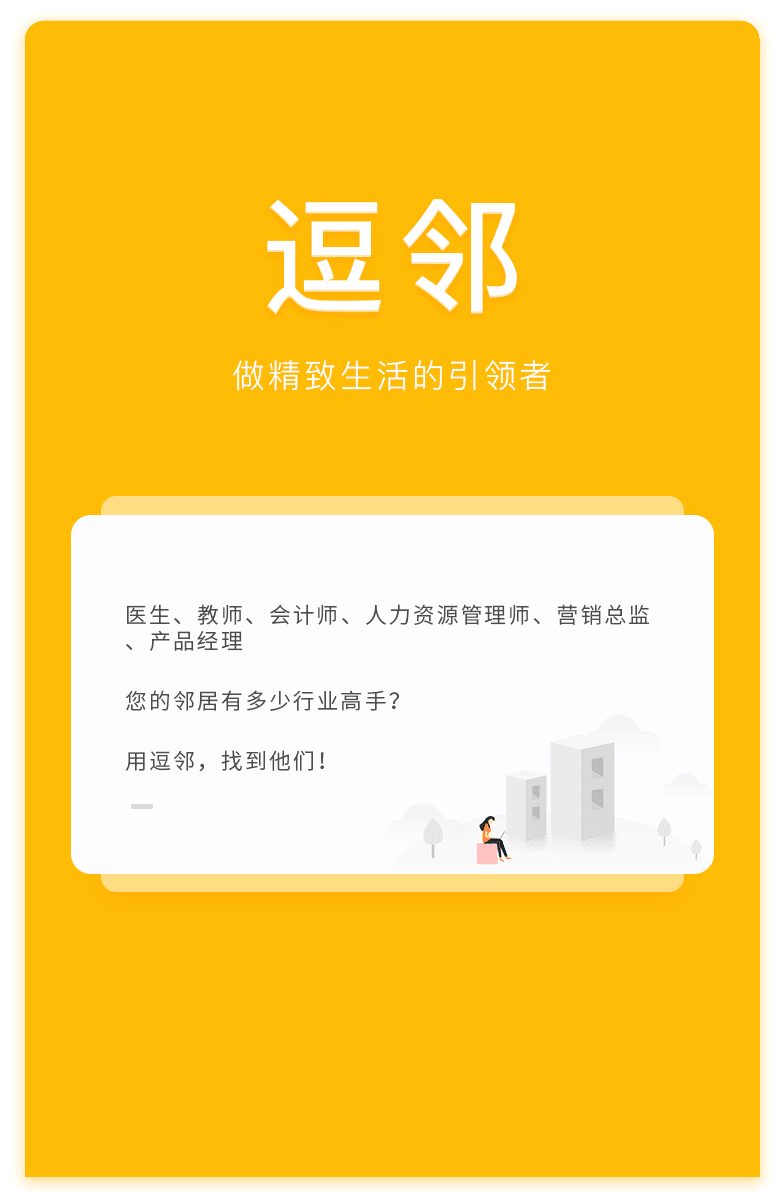 逗邻
做精致生活的引领者
医生、教师、会计师、人力资源管理师、营销总监
、产品经理
您的邻居有多少行业高手?
用逗邻，找到他们!